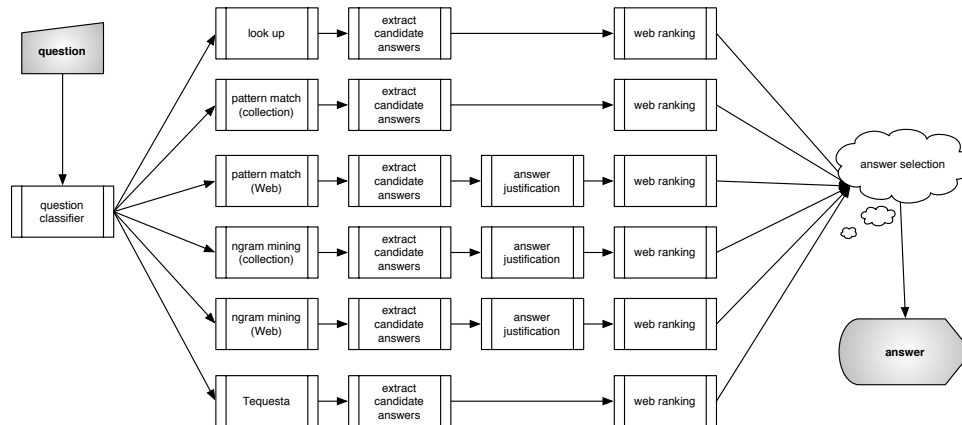 question
question
classifier
look up
extract
candidate
answers
web ranking
pattern match
(collection)
extract
candidate
answers
web ranking
pattern match
(Web)
extract
candidate
answers
answer
justification
web ranking
ngram mining
(collection)
extract
candidate
answers
answer
justification
web ranking
ngram mining
(Web)
extract
candidate
answers
answer
justification
web ranking
Tequesta
extract
candidate
answers
web ranking
answer selection
answer